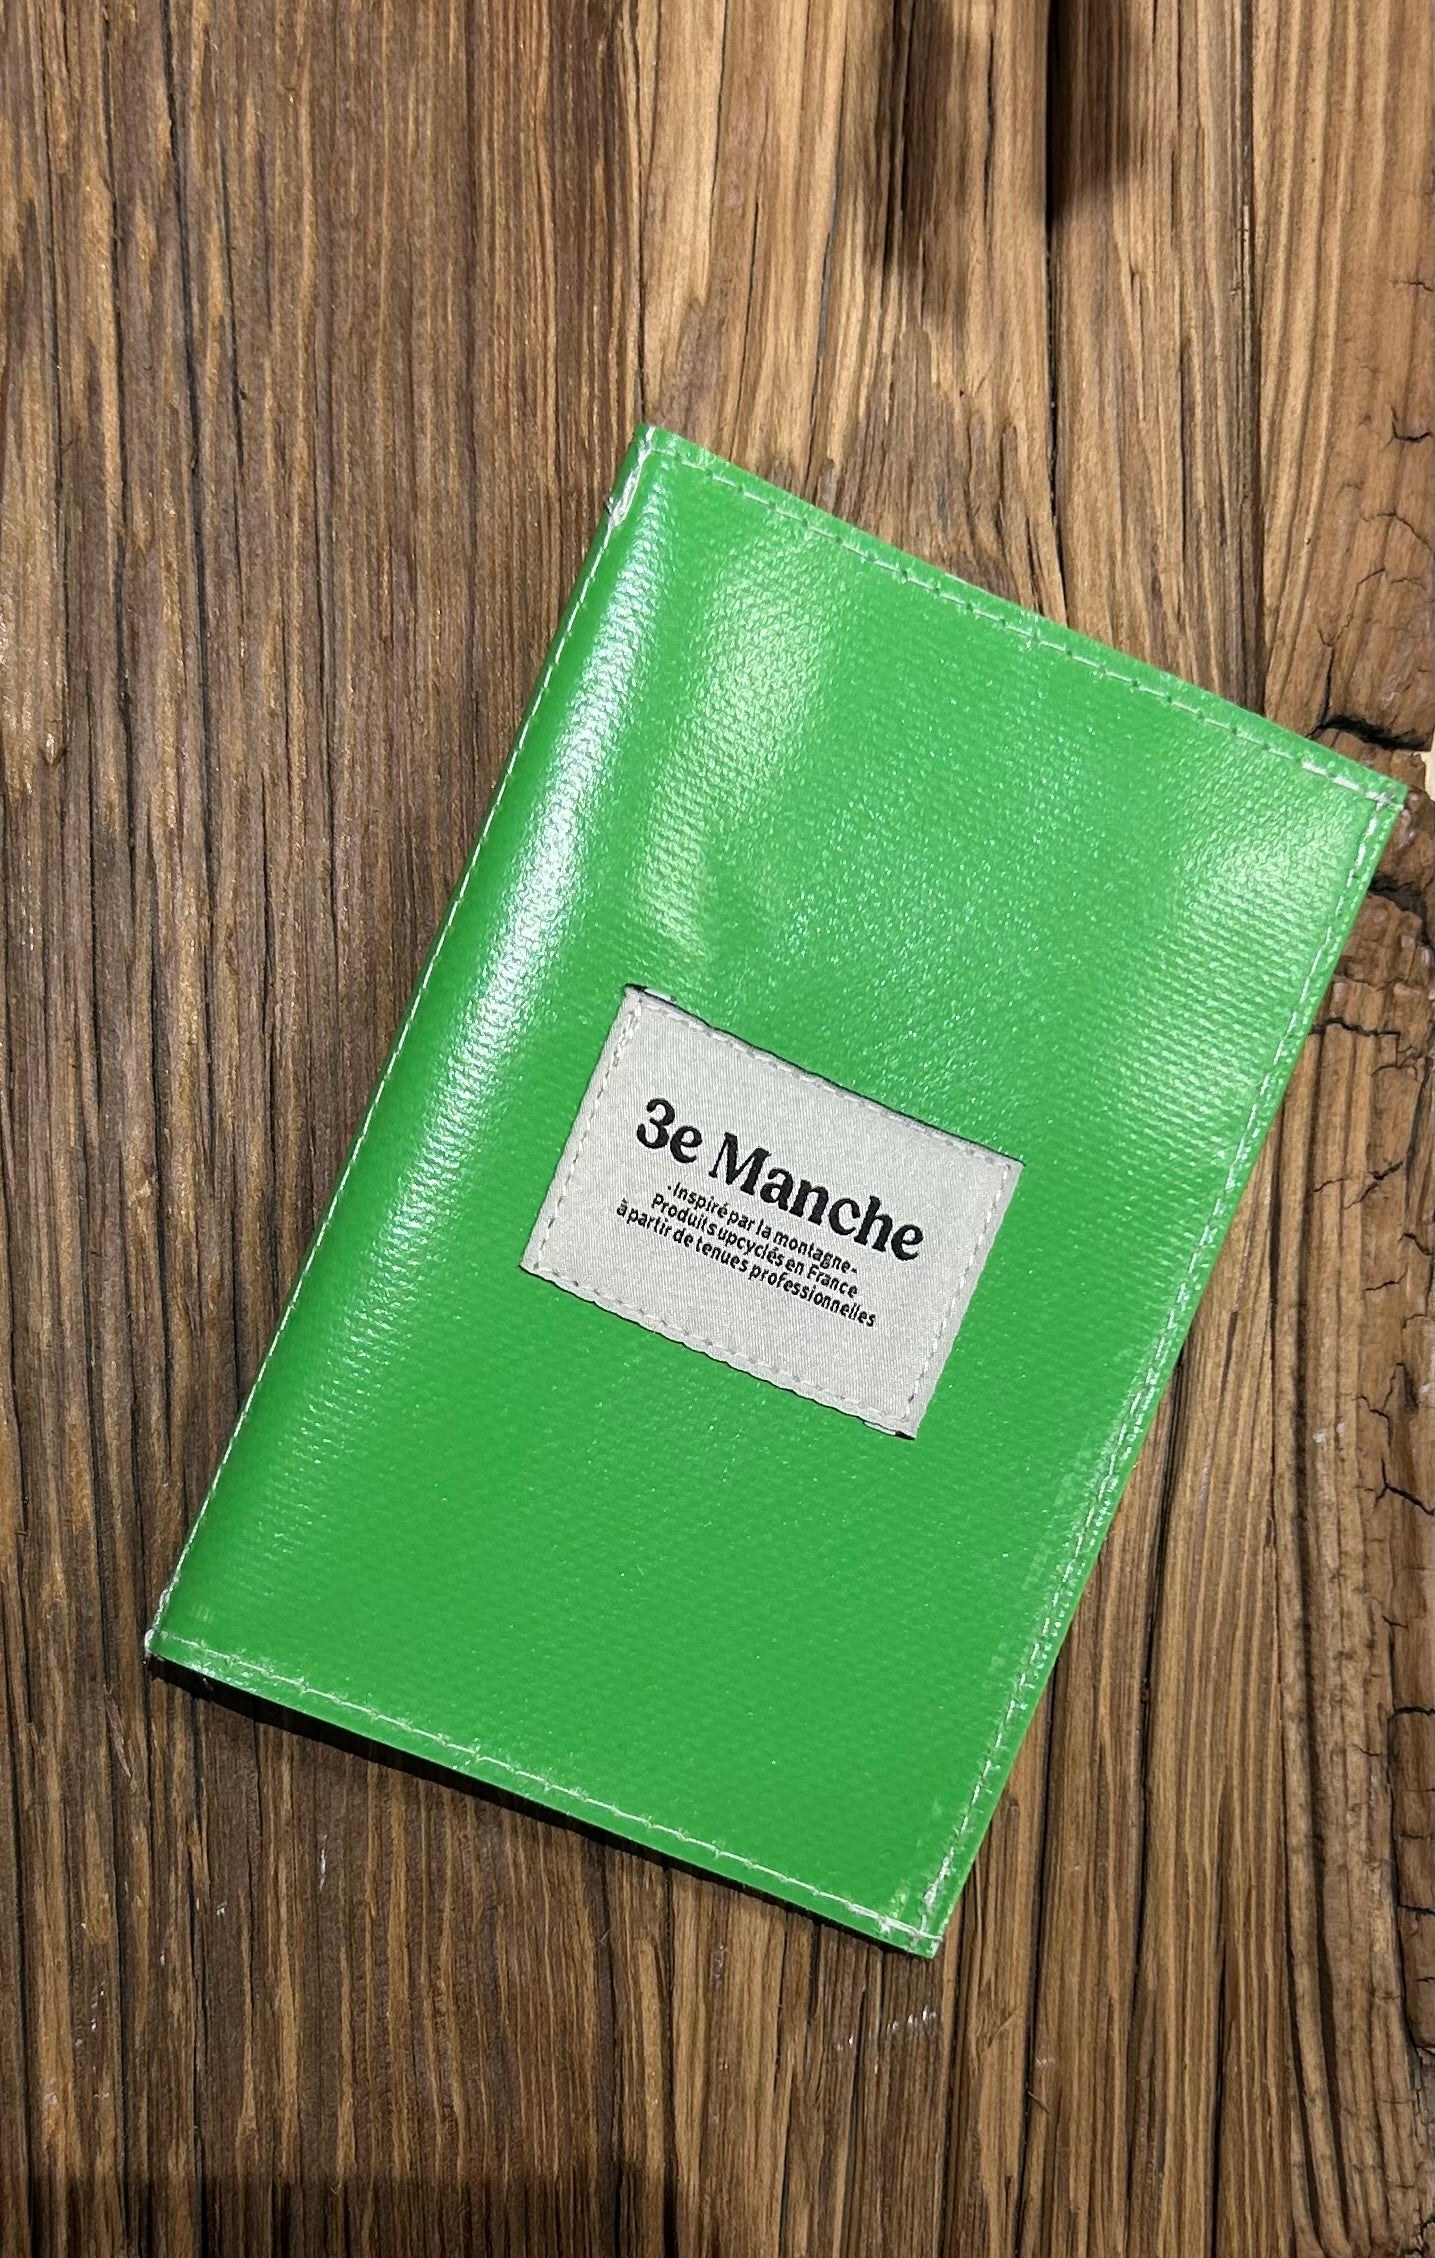 3e Manche
-Inspiré par la montagne-
Produits upcyclés en France
à partir de tenues professionnelles